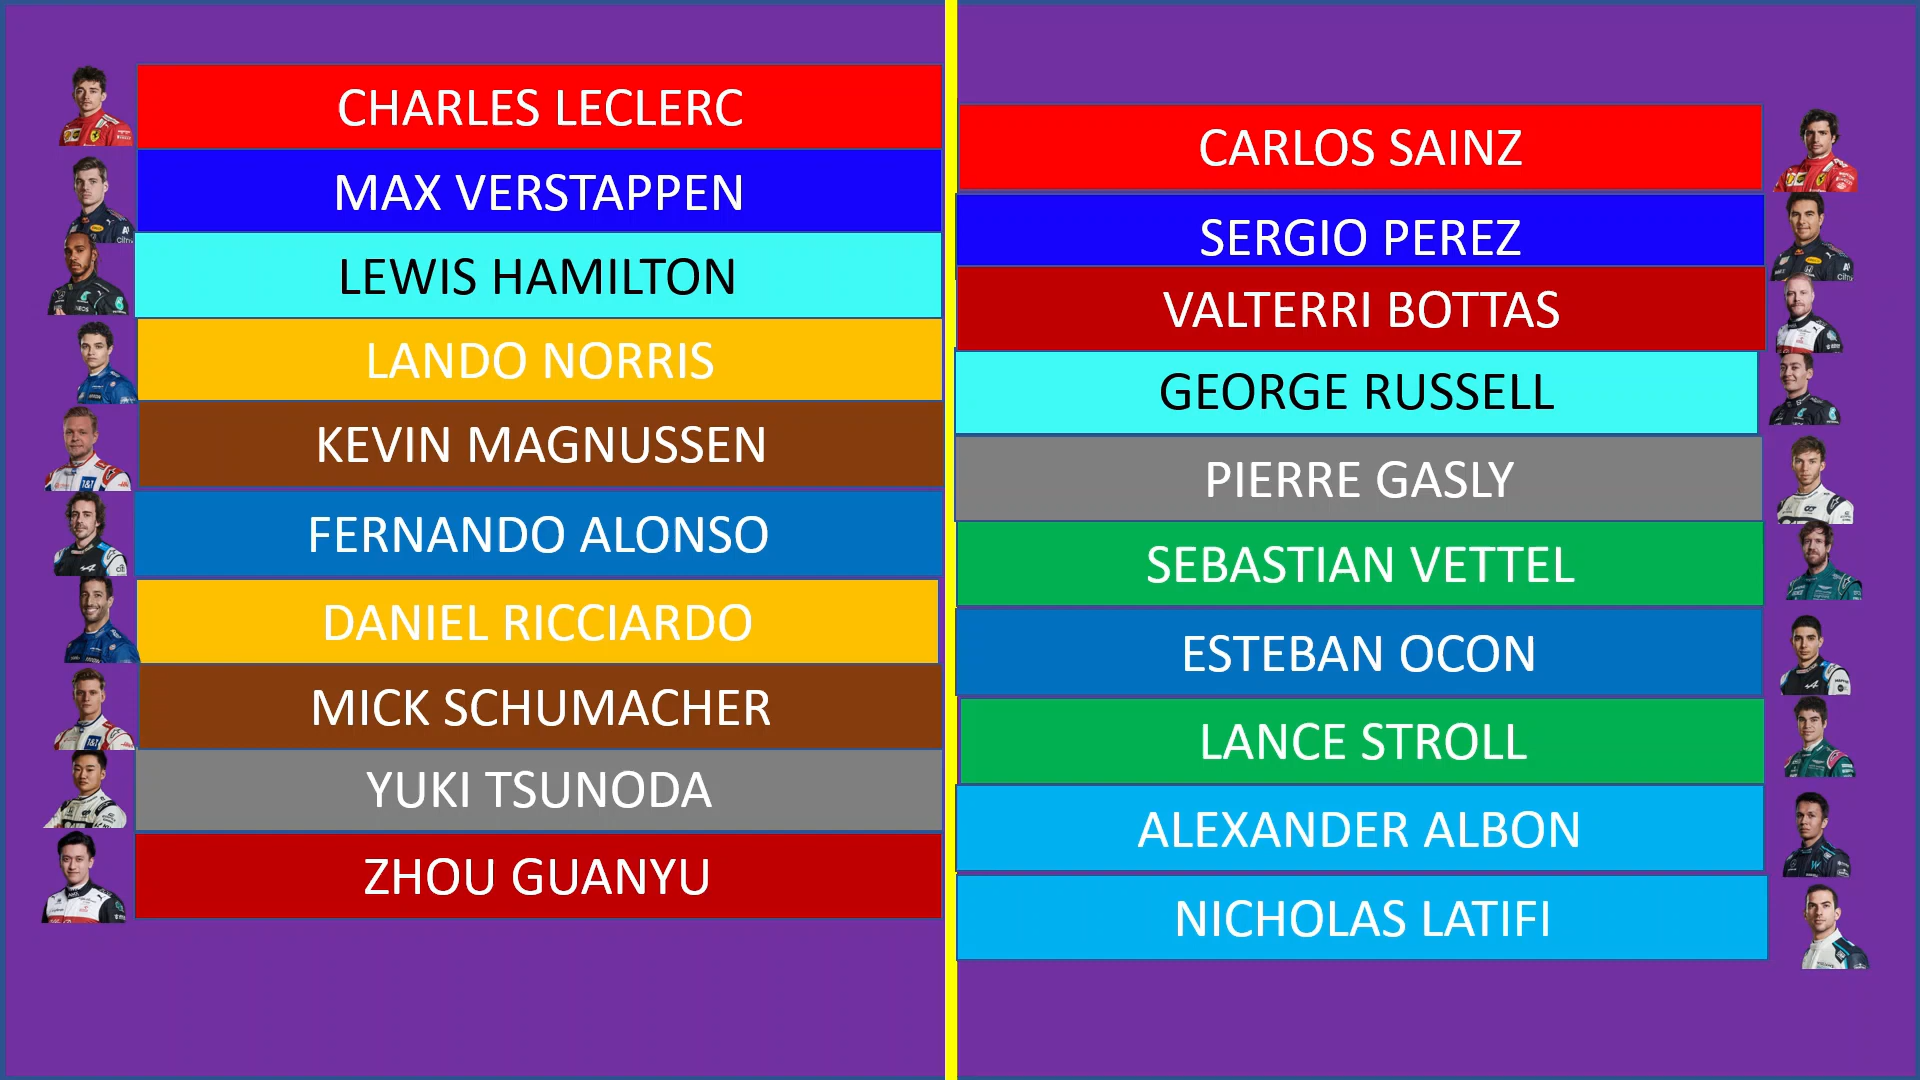 CHARLES LECLERC
MAX VERSTAPPEN
LEWIS HAMILTON
LANDO NORRIS
KEVIN MAGNUSSEN
FERNANDO ALONSO
DANIEL RICCIARDO
MICK SCHUMACHER
YUKI TSUNODA
ZHOU GUANYU
CARLOS SAINZ
SERGIO PEREZ
VALTERRI BOTTAS
GEORGE RUSSELL
PIERRE GASLY
SEBASTIAN VETTEL
ESTEBAN OCON
LANCE STROLL
ALEXANDER ALBON
NICHOLAS LATIFI